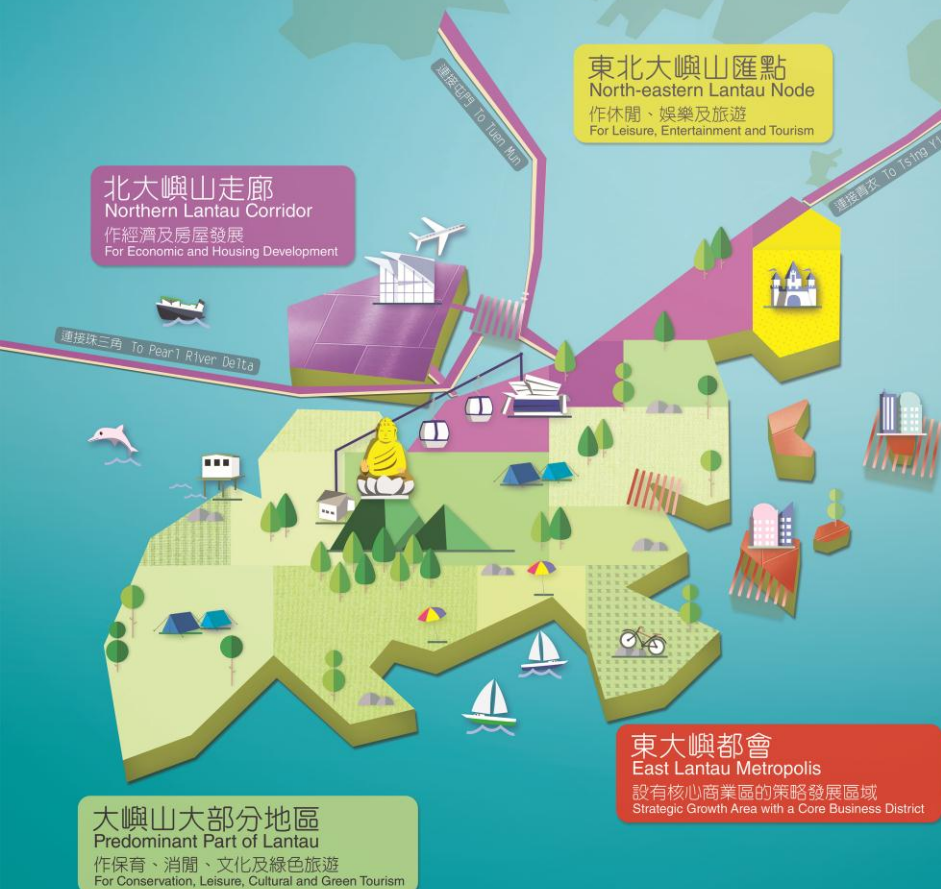 東北大嶼山匯點
North-eastern Lantau Node
作休閒、娛樂及旅遊
For Leisure, Entertainment and Tourism
連接屯門 To Tuen Mun
連接青衣 To Tsing Yi
北大嶼山走廊
Northern Lantau Corridor
作經濟及房屋發展
For Economic and Housing Development
連接珠三角 To Pearl River Delta
東大嶼都會
East Lantau Metropolis
設有核心商業區的策略發展區域
Strategic Growth Area with a Core Business District
大嶼山大部分地區
Predominant Part of Lantau
作保育、消閒、文化及綠色旅遊
For Conservation, Leisure, Cultural and Green Tourism